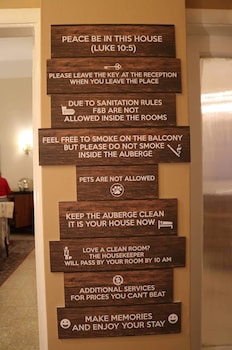 PEACE BE IN THIS HOUSE
(LUKE 10:5)
PLEASE LEAVE THE KEY AT THE RECEPTION
WHEN YOU LEAVE THE PLACE
DUE TO SANITATION RULES
F&B ARE NOT
ALLOWED INSIDE THE ROOMS
FEEL FREE TO SMOKE ON THE BALCONY
BUT PLEASE DO NOT SMOKE
INSIDE THE AUBERGE
PETS ARE NOT ALLOWED
KEEP THE AUBERGE CLEAN
IT IS YOUR HOUSE NOW
LOVE A CLEAN ROOM?
THE HOUSEKEEPER
WILL PASS BY YOUR ROOM BY 10 AM
ADDITIONAL SERVICES
FOR PRICES YOU CAN'T BEAT
MAKE MEMORIES
AND ENJOY YOUR STAY